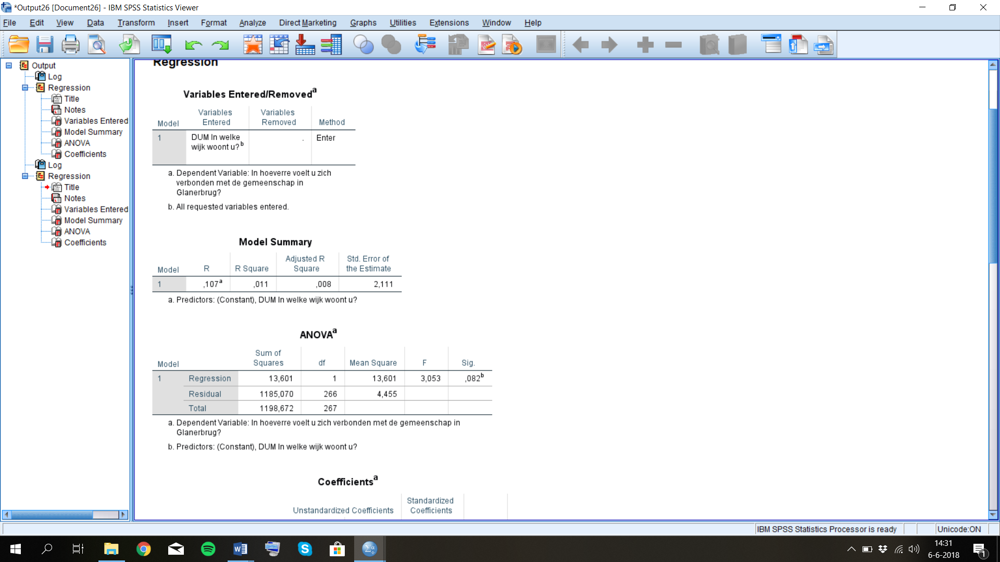 *Output26 [Document26] - IBM SPSS Statistics Viewer
File Edit View Data Transform Insert Format Analyze Direct Marketing Graphs Utilities Extensions Window Help
Output
Log
Regression
Title
Notes
Variables Entered
Model Summary
ANOVA
Coefficients
Log
Regression
Title
Notes
Variables Entered
Model Summary
ANOVA
Coefficients
Regression
Variables Entered/Removed a
Model Variables Entered Variables Removed Method
1 DUM In welke wijk woont u? b . Enter
a. Dependent Variable: In hoeverre voelt u zich
verbonden met de gemeenschap in
Glanerbrug?
b. All requested variables entered.
Model Summary
Model R R Square Adjusted R Square Std. Error of the Estimate
1 ,107 a ,011 ,008 2,111
a. Predictors: (Constant), DUM In welke wijk woont u?
ANOVA a
Model Sum of Squares df Mean Square F Sig.
1 Regression 13,601 1 13,601 3,053 ,082 b
Residual 1185,070 266 4,455
Total 1198,672 267
a. Dependent Variable: In hoeverre voelt u zich verbonden met de gemeenschap in
Glanerbrug?
b. Predictors: (Constant), DUM In welke wijk woont u?
Coefficients a
Unstandardized Coefficients Standardized Coefficients
IBM SPSS Statistics Processor is ready Unicode:ON
14:31
6-6-2018
1